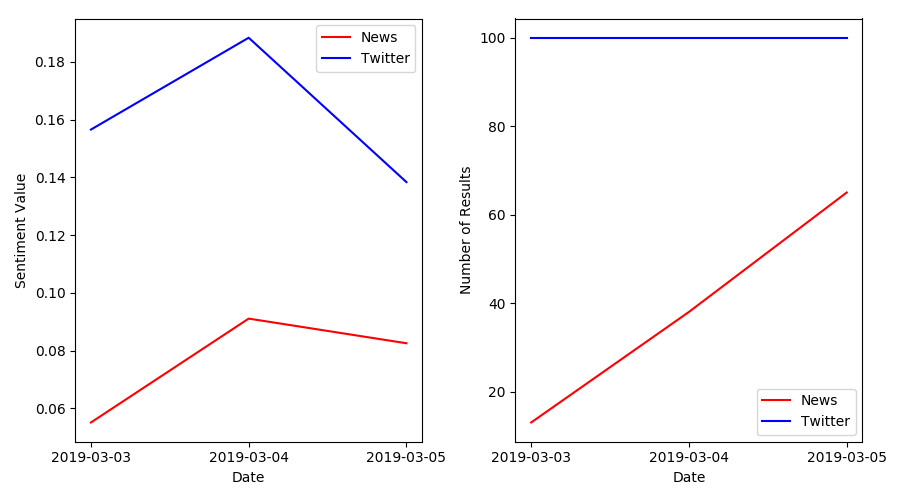 Sentiment Value
0.18
0.16
0.14
0.12
0.10
0.08
0.06
News
Twitter
2019-03-03 2019-03-04 2019-03-05
Date
Number of Results
100
80
60
40
20
News
Twitter
2019-03-03 2019-03-04 2019-03-05
Date